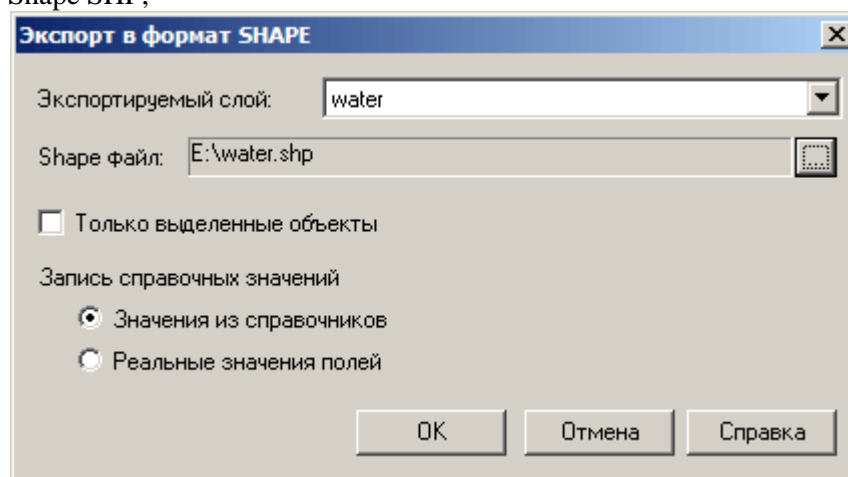 Shape SHP;
Экспорт в формат SHAPE
Экспортируемый слой: water
Shape файл: E:\water.shp
Только выделенные объекты
Запись справочных значений
Значения из справочников
Реальные значения полей
OK Отмена Справка